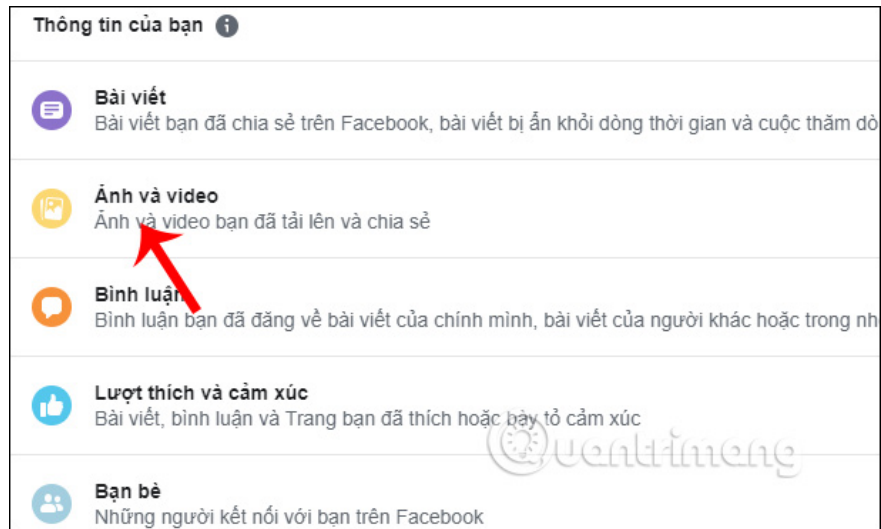 Thông tin của bạn
Bài viết
Bài viết bạn đã chia sẻ trên Facebook, bài viết bị ẩn khỏi dòng thời gian và cuộc thăm dò
Ảnh và video
Ảnh và video bạn đã tải lên và chia sẻ
Bình luận
Bình luận bạn đã đăng về bài viết của chính mình, bài viết của người khác hoặc trong nh
Lượt thích và cảm xúc
Bài viết, bình luận và Trang bạn đã thích hoặc bày tỏ cảm xúc
Quantrimang
Bạn bè
Những người kết nối với bạn trên Facebook